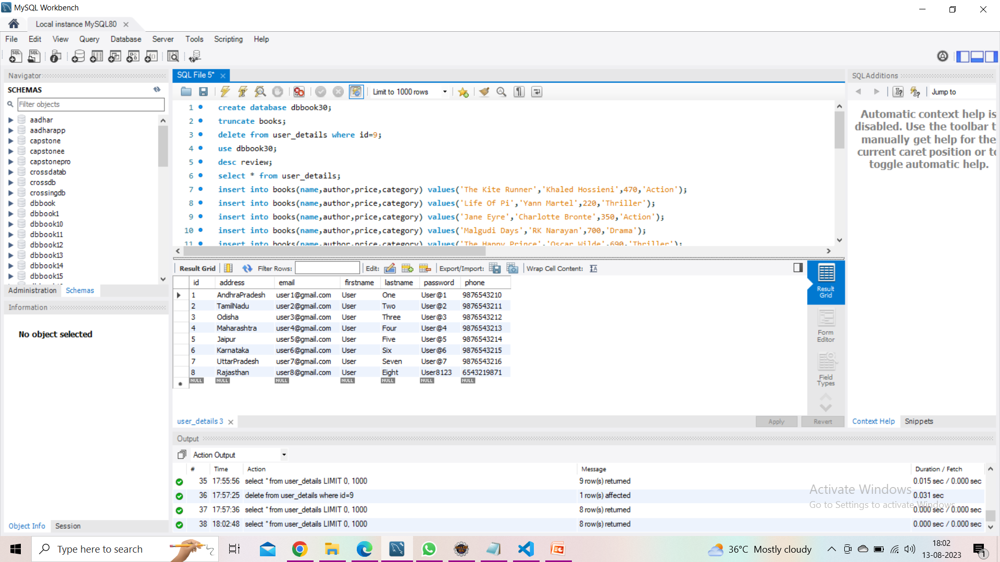 MySQL Workbench
Local instance MySQL80
File Edit View Query Database Server Tools Scripting Help
Navigator
SCHEMAS
Filter objects
aadhar
aadharapp
capstone
capstonee
capstonepro
crossdatab
crossdb
crossingdb
dbbook
dbbook1
dbbook10
dbbook11
dbbook12
dbbook13
dbbook14
dbbook15
Administration Schemas
Information
No object selected
Object Info Session
SQL File 5*
Limit to 1000 rows
1 create database dbbook30;
2 truncate books;
3 delete from user_details where id=9;
4 use dbbook30;
5 desc review;
6 select * from user_details;
7 insert into books(name,author,price,category) values('The Kite Runner','Khaled Hossieni',470,'Action');
8 insert into books(name,author,price,category) values('Life Of Pi','Yann Martel',220,'Thriller');
9 insert into books(name,author,price,category) values('Jane Eyre','Charlotte Bronte',350,'Action');
10 insert into books(name,author,price,category) values('Malgudi Days','RK Narayan',700,'Drama');
11 insert into books(name,author,price,category) values('The Happy Prince','Oscar Wilde',690,'Thriller');
Result Grid Filter Rows: Edit: Export/Import: Wrap Cell Content:
id address email firstname lastname password phone
1 AndhraPradesh user1@gmail.com User One User@1 9876543210
2 TamilNadu user2@gmail.com User Two User@2 9876543211
3 Odisha user3@gmail.com User Three User@3 9876543212
4 Maharashtra user4@gmail.com User Four User@4 9876543213
5 Jaipur user5@gmail.com User Five User@5 9876543214
6 Karnataka user6@gmail.com User Six User@6 9876543215
7 UttarPradesh user7@gmail.com User Seven User@7 9876543216
8 Rajasthan user8@gmail.com User Eight User8123 6543219871
NULL NULL NULL NULL NULL NULL NULL
Result
Grid
Form
Editor
Field
Types
user_details 3
Apply Revert
SQLAdditions
Jump to
Automatic context help is
disabled. Use the toolbar t
manually get help for the
current caret position or to
toggle automatic help.
Context Help Snippets
Output
Action Output
# Time Action Message Duration / Fetch
35 17:55:56 select * from user_details LIMIT 0, 1000 9 row(s) returned 0.015 sec / 0.000 sec
36 17:57:25 delete from user_details where id=9 1 row(s) affected 0.031 sec
37 17:57:36 select * from user_details LIMIT 0, 1000 8 row(s) returned 0.000 sec / 0.000 sec
38 18:02:48 select * from user_details LIMIT 0, 1000 8 row(s) returned 0.000 sec / 0.000 sec
Activate Windows
Go to Settings to activate Windows.
Type here to search
36°C Mostly cloudy
18:02
13-08-2023
1